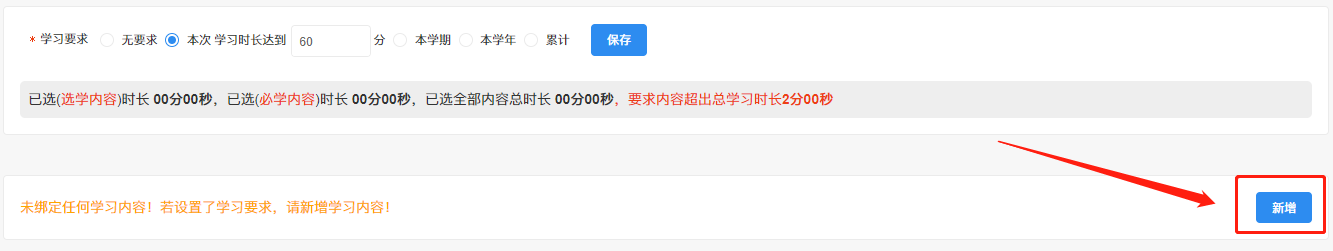 * 学习要求 无要求 本次 学习时长达到 60 分 本学期 本学年 累计 保存
已选(选学内容)时长 00分00秒，已选(必学内容)时长 00分00秒，已选全部内容总时长 00分00秒，要求内容超出总学习时长2分00秒
未绑定任何学习内容！若设置了学习要求，请新增学习内容！ 新增